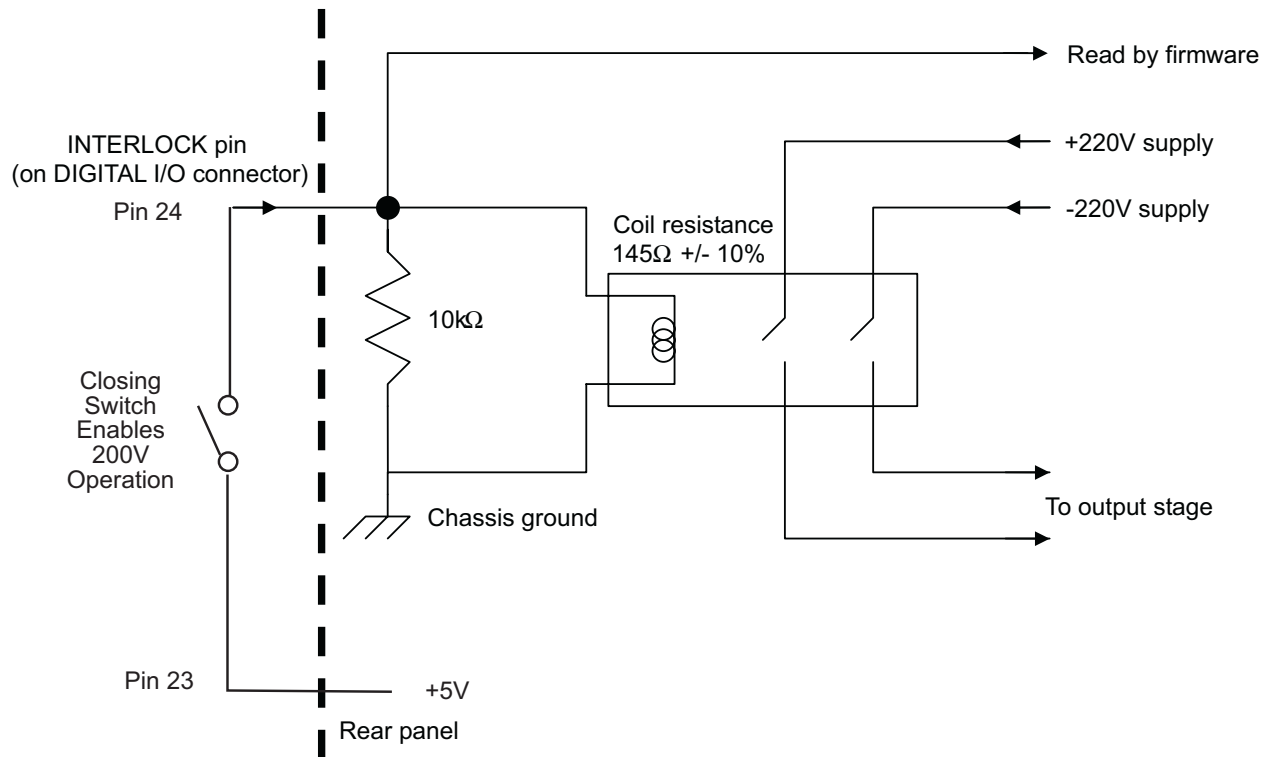 Read by firmware
INTERLOCK pin
(on DIGITAL I/O connector)
+220V supply
Pin 24
-220V supply
Coil resistance
145Ω +/- 10%
10kΩ
Closing
Switch
Enables
200V
Operation
To output stage
Chassis ground
Pin 23
+5V
Rear panel